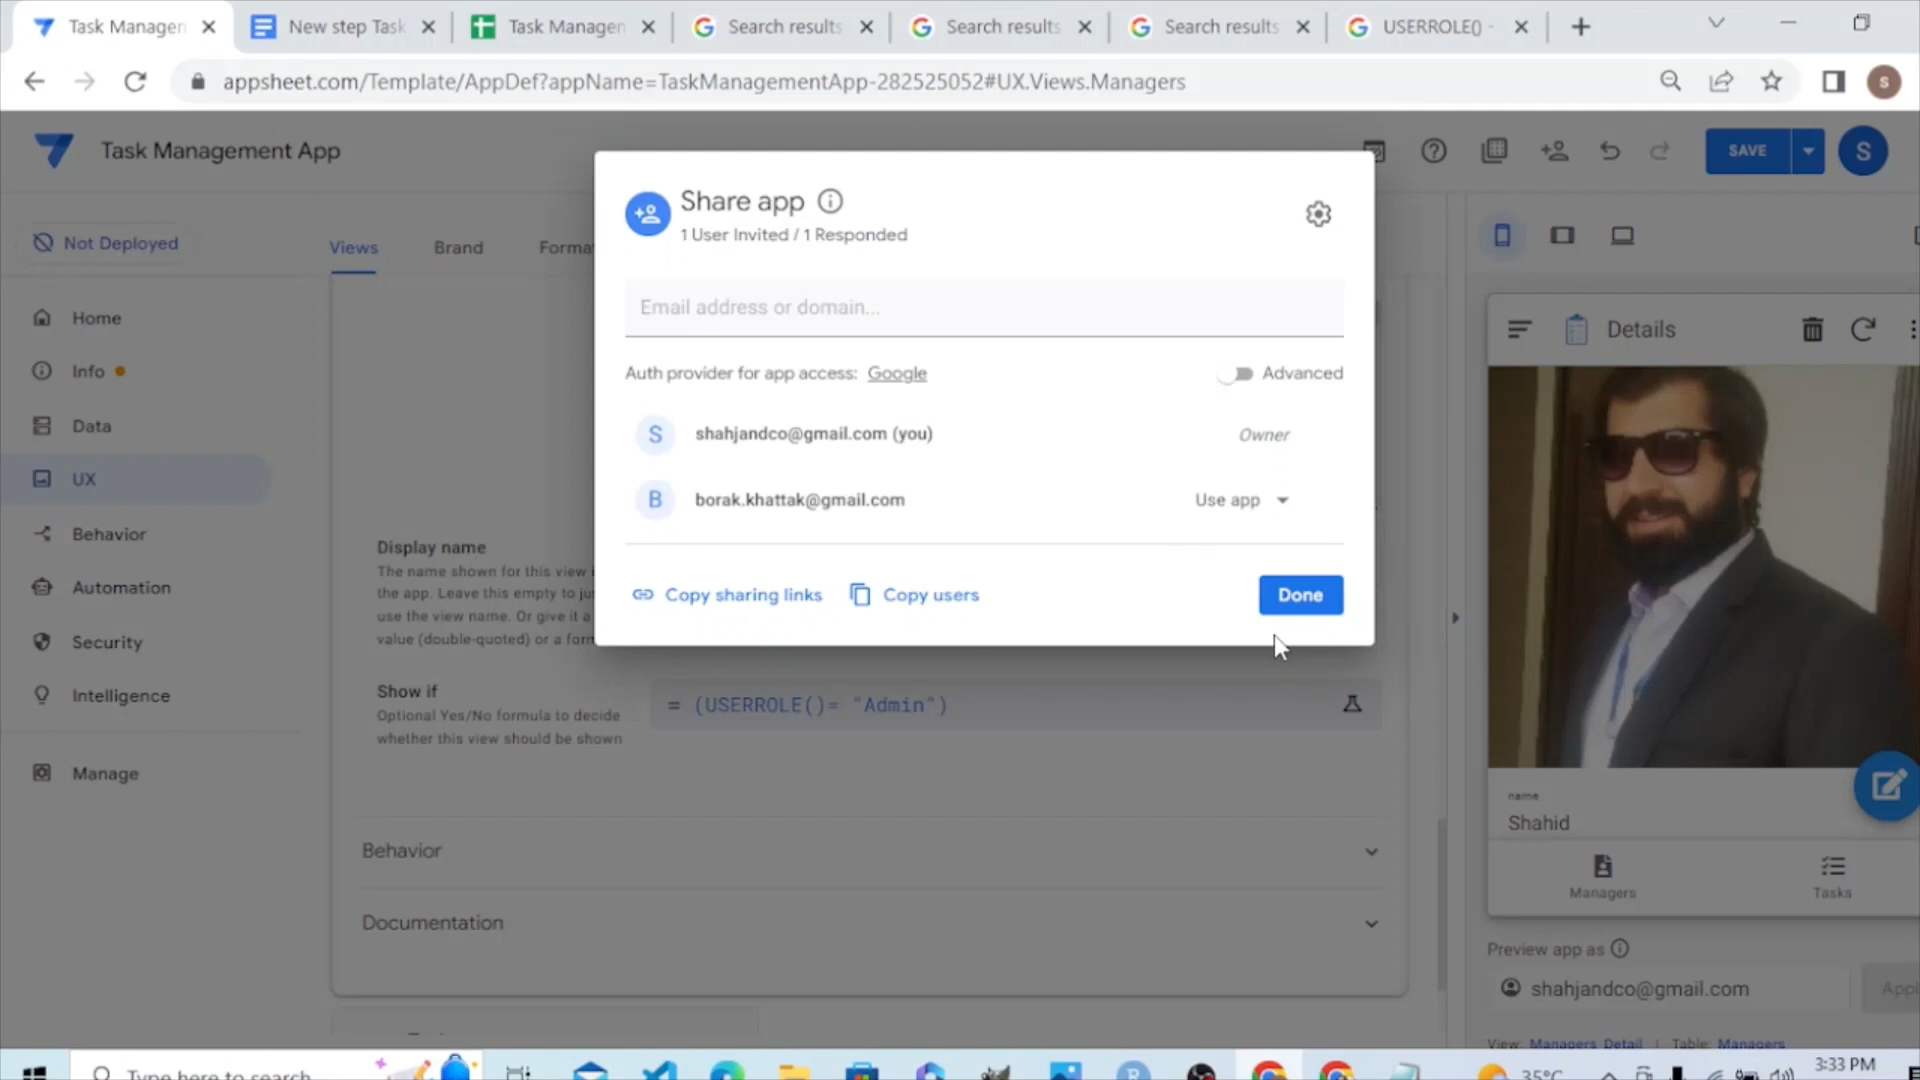 Task Managen
New step Task
Task Managen
Search results
Search results
Search results
USERROLE() -
appsheet.com/Template/AppDef?appName=TaskManagementApp-282525052#UX.Views.Managers
S
Task Management App
SAVE
S
Not Deployed
Views
Brand
Forma
Home
Info
Data
UX
Behavior
Automation
Security
Intelligence
Manage
Share app
1 User Invited / 1 Responded
Email address or domain...
Auth provider for app access: Google
Advanced
S
shahjandco@gmail.com (you)
Owner
B
borak.khattak@gmail.com
Use app
Copy sharing links
Copy users
Done
Display name
The name shown for this view i
the app. Leave this empty to ju
use the view name. Or give it a
value (double-quoted) or a forn
Show if
Optional Yes/No formula to decide
whether this view should be shown
= (USERROLE()= "Admin")
Behavior
Documentation
Details
name
Shahid
Managers
Tasks
Preview app as
shahjandco@gmail.com
Appl
View: Managers_Detail | Table: Managers
Type here to search
35°C
3:33 PM